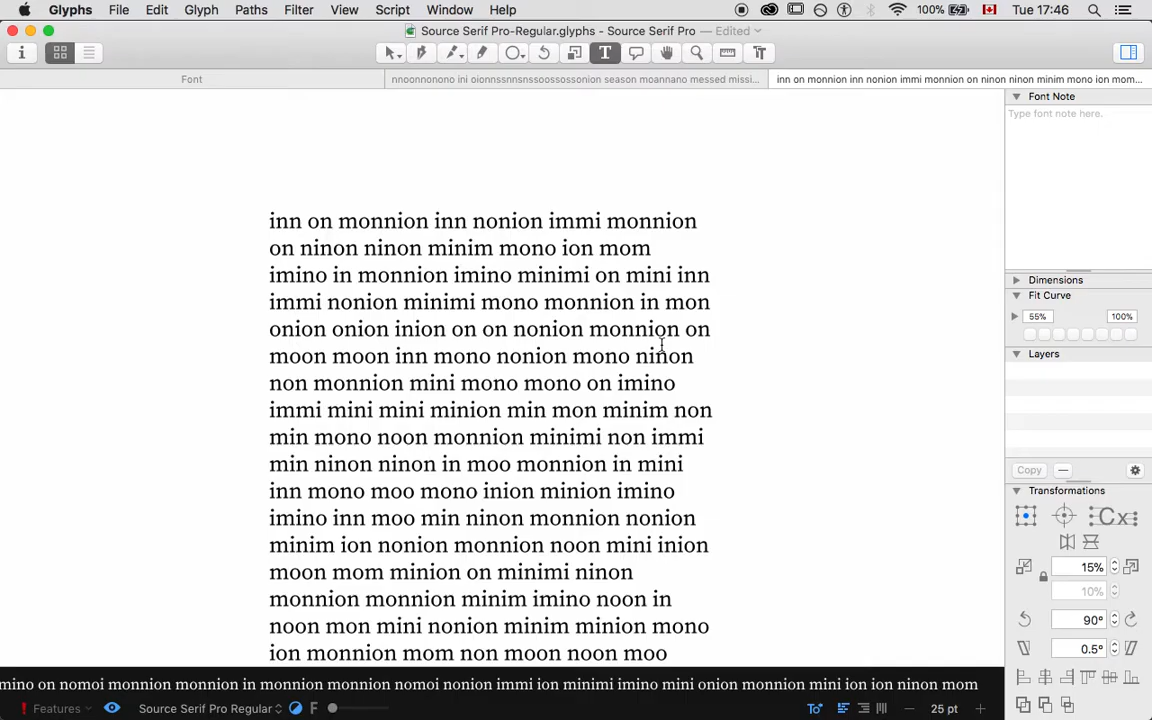 Glyphs File Edit Glyph Paths Filter View Script Window Help 100% Tue 17:46
Source Serif Pro-Regular.glyphs - Source Serif Pro — Edited
Font nnoonnonono ini oionnssnnsnnssoossossonion season moannano messed missi... inn on monnion inn nonion immi monnion on ninon ninon minim mono ion mom...
Font Note
Type font note here.
inn on monnion inn nonion immi monnion
on ninon ninon minim mono ion mom
imino in monnion imino minimi on mini inn
immi nonion minimi mono monnion in mon
onion onion inion on on nonion monnion on
moon moon inn mono nonion mono ninon
non monnion mini mono mono on imino
immi mini mini minion min mon minim non
min mono noon monnion minimi non immi
min ninon ninon in moo monnion in mini
inn mono moo mono inion minion imino
imino inn moo min ninon monnion nonion
minim ion nonion monnion noon mini inion
moon mom minion on minimi ninon
monnion monnion minim imino noon in
noon mon mini nonion minim minion mono
ion monnion mom non moon noon moo
Dimensions
Fit Curve
55% 100%
Layers
Copy
Transformations
15%
10%
90°
0.5°
mino on nomoi monnion monnion in monnion monnion nomoi nonion immi ion minimi imino mini onion monnion mini ion ion ninon mom
Features Source Serif Pro Regular F 25 pt